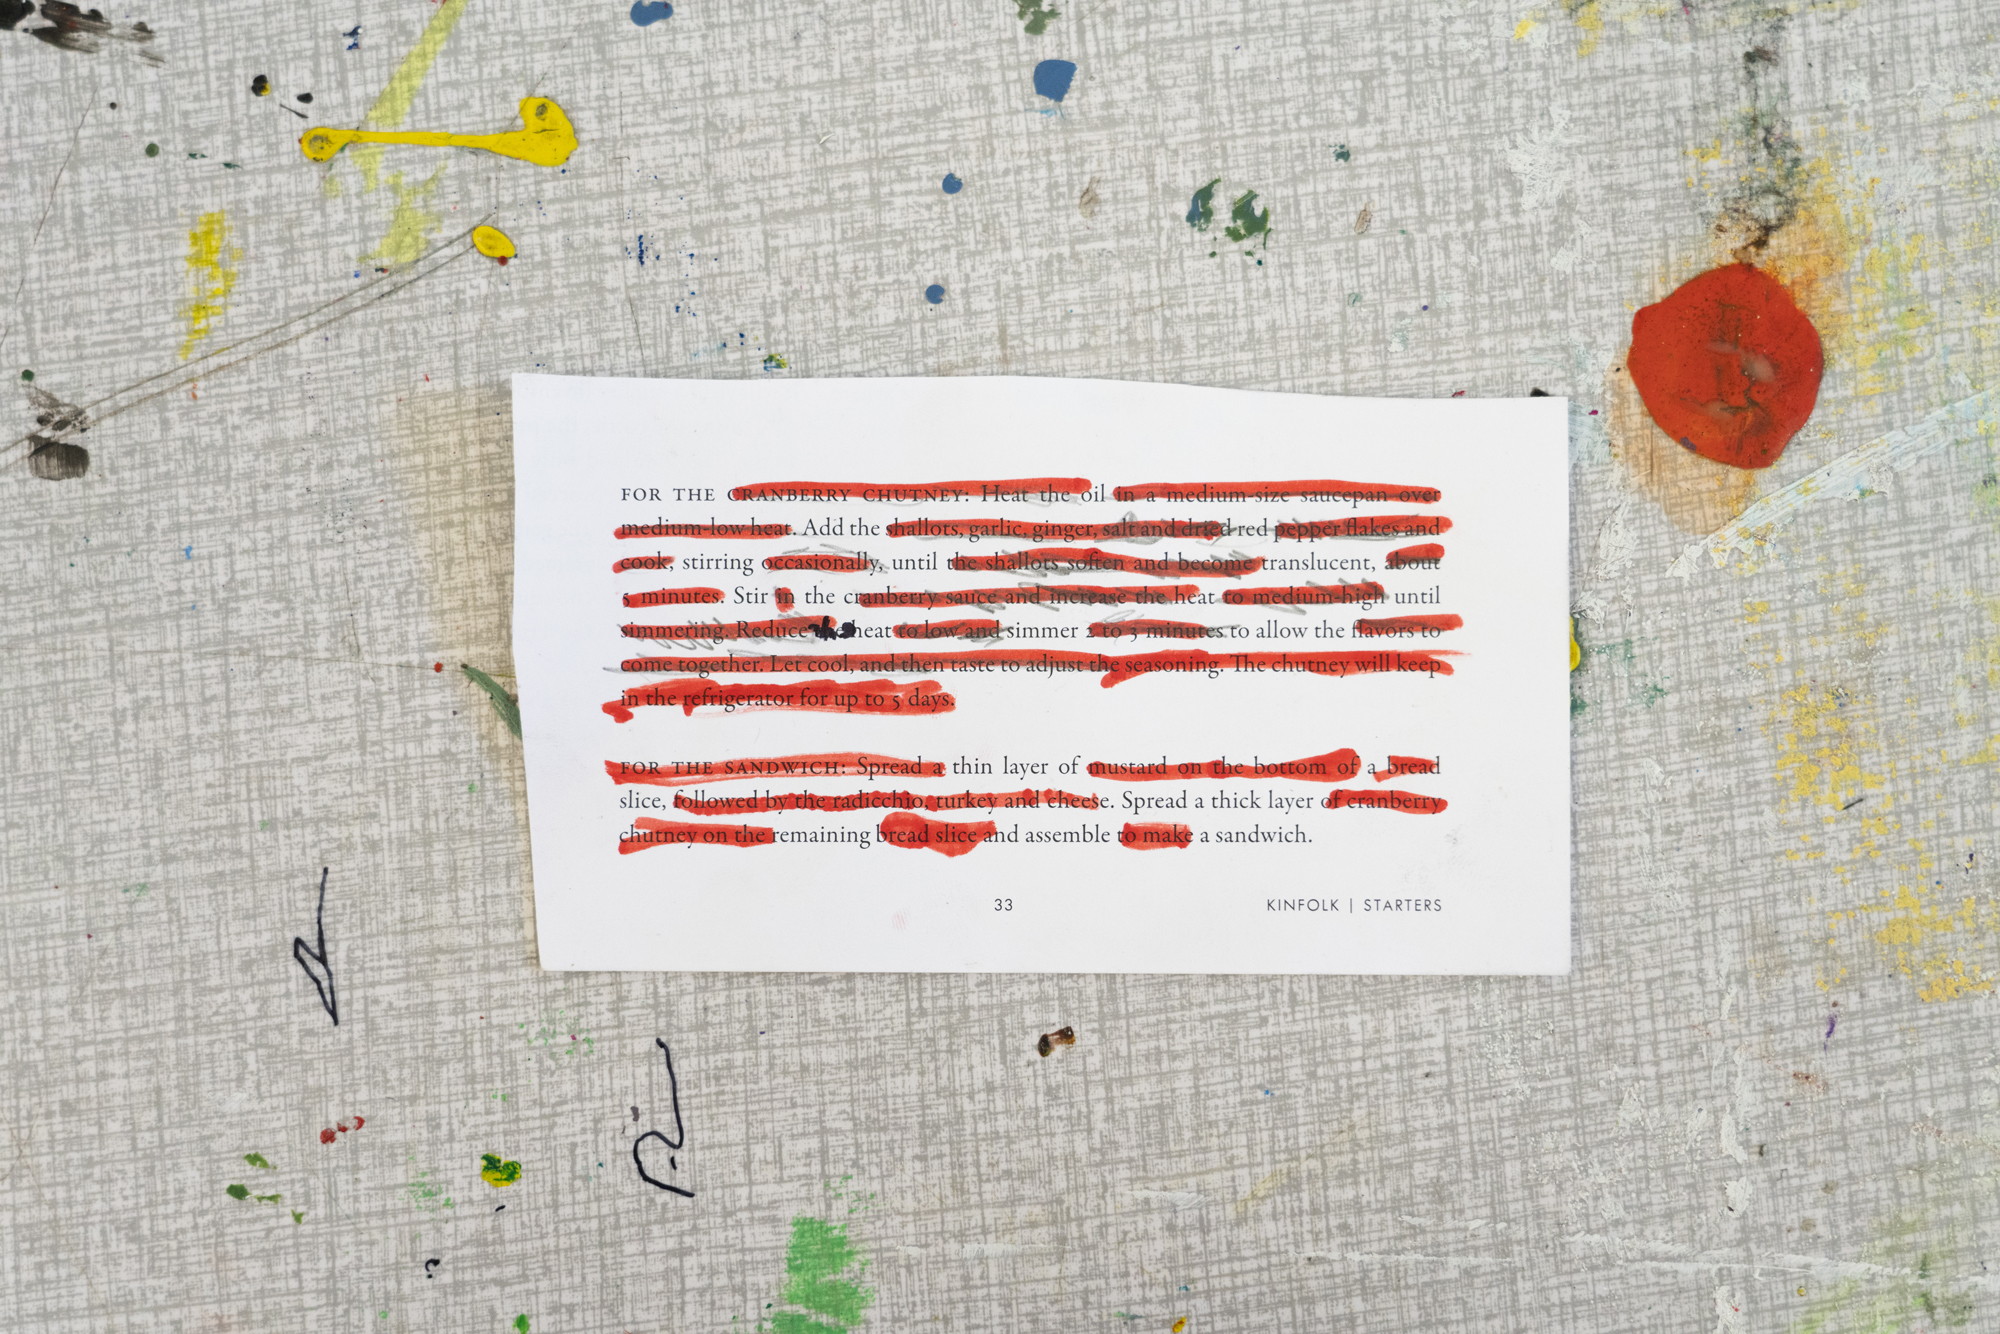 FOR THE CRANBERRY CHUTNEY: Heat the oil in a medium-size saucepan over
medium-low heat. Add the shallots, garlic, ginger, salt and dried red pepper flakes and
cook, stirring occasionally, until the shallots soften and become translucent, about
5 minutes. Stir in the cranberry sauce and increase the heat to medium-high until
simmering. Reduce the heat to low and simmer 2 to 3 minutes to allow the flavors to
come together. Let cool, and then taste to adjust the seasoning. The chutney will keep
in the refrigerator for up to 5 days.
FOR THE SANDWICH: Spread a thin layer of mustard on the bottom of a bread
slice, followed by the radicchio, turkey and cheese. Spread a thick layer of cranberry
chutney on the remaining bread slice and assemble to make a sandwich.
33 KINFOLK | STARTERS